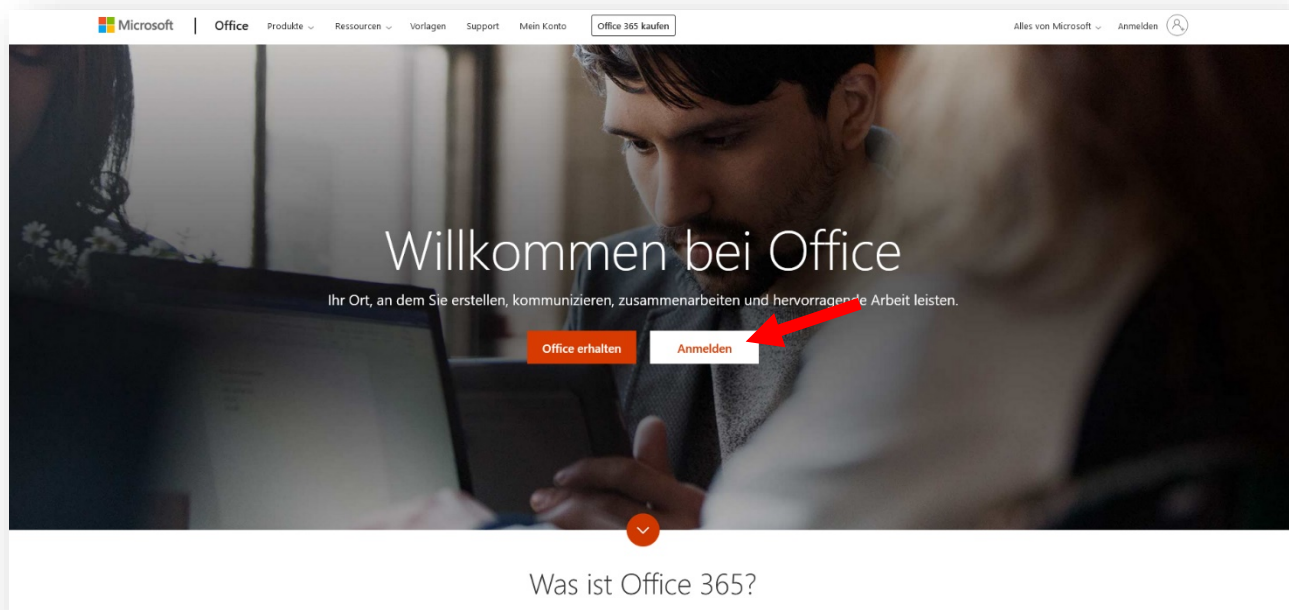 Microsoft Office Produkte Ressourcen Vorlagen Support Mein Konto Office 365 kaufen Alles von Microsoft Anmelden
Willkommen bei Office
Ihr Ort, an dem Sie erstellen, kommunizieren, zusammenarbeiten und hervorragende Arbeit leisten.
Office erhalten Anmelden
Was ist Office 365?